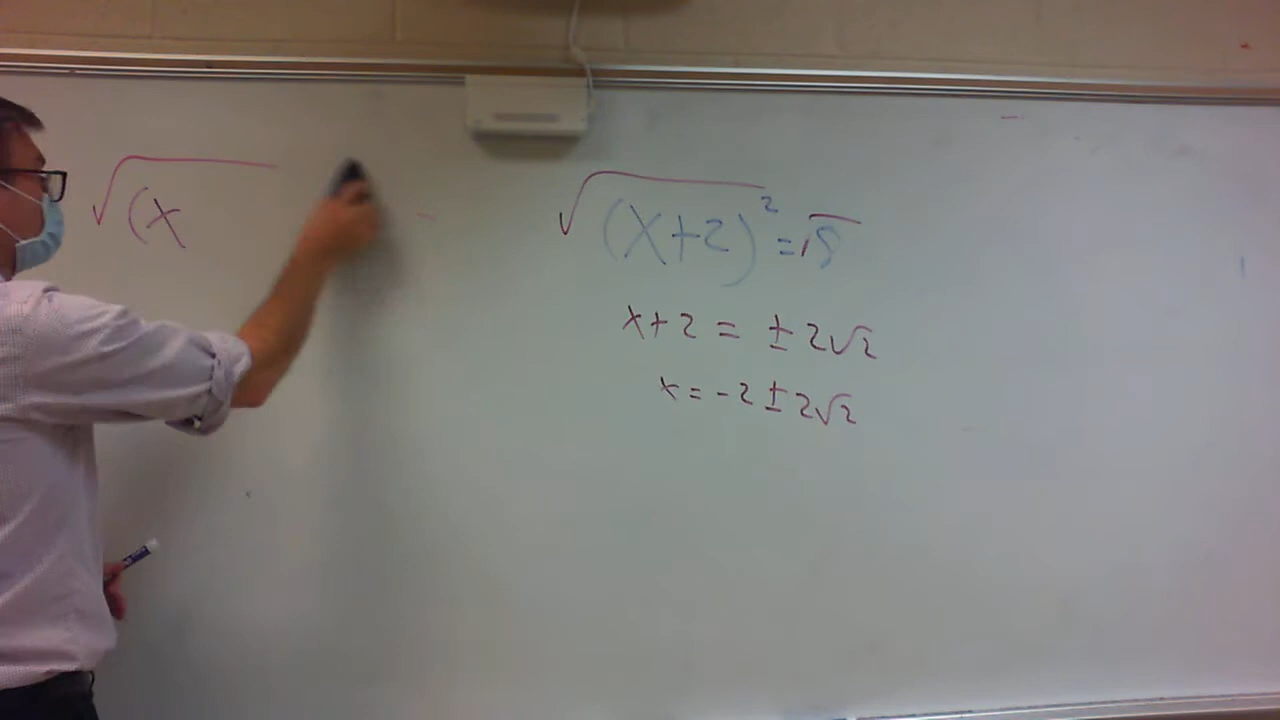 √(x
√(x+2)² = √8
x+2 = ±2√2
x = -2 ± 2√2